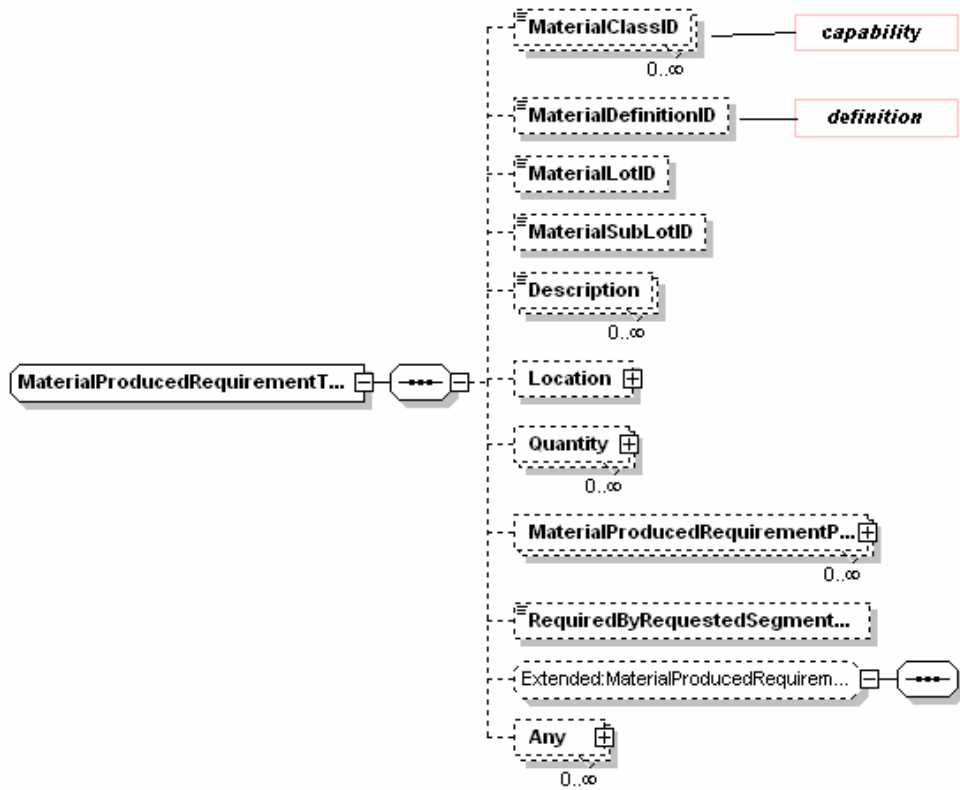 MaterialClassID
capability
0..∞
MaterialDefinitionID
definition
MaterialLotID
MaterialSubLotID
Description
0..∞
MaterialProducedRequirementT...
Location
Quantity
0..∞
MaterialProducedRequirementP...
0..∞
RequiredByRequestedSegment...
Extended:MaterialProducedRequirem...
Any
0..∞